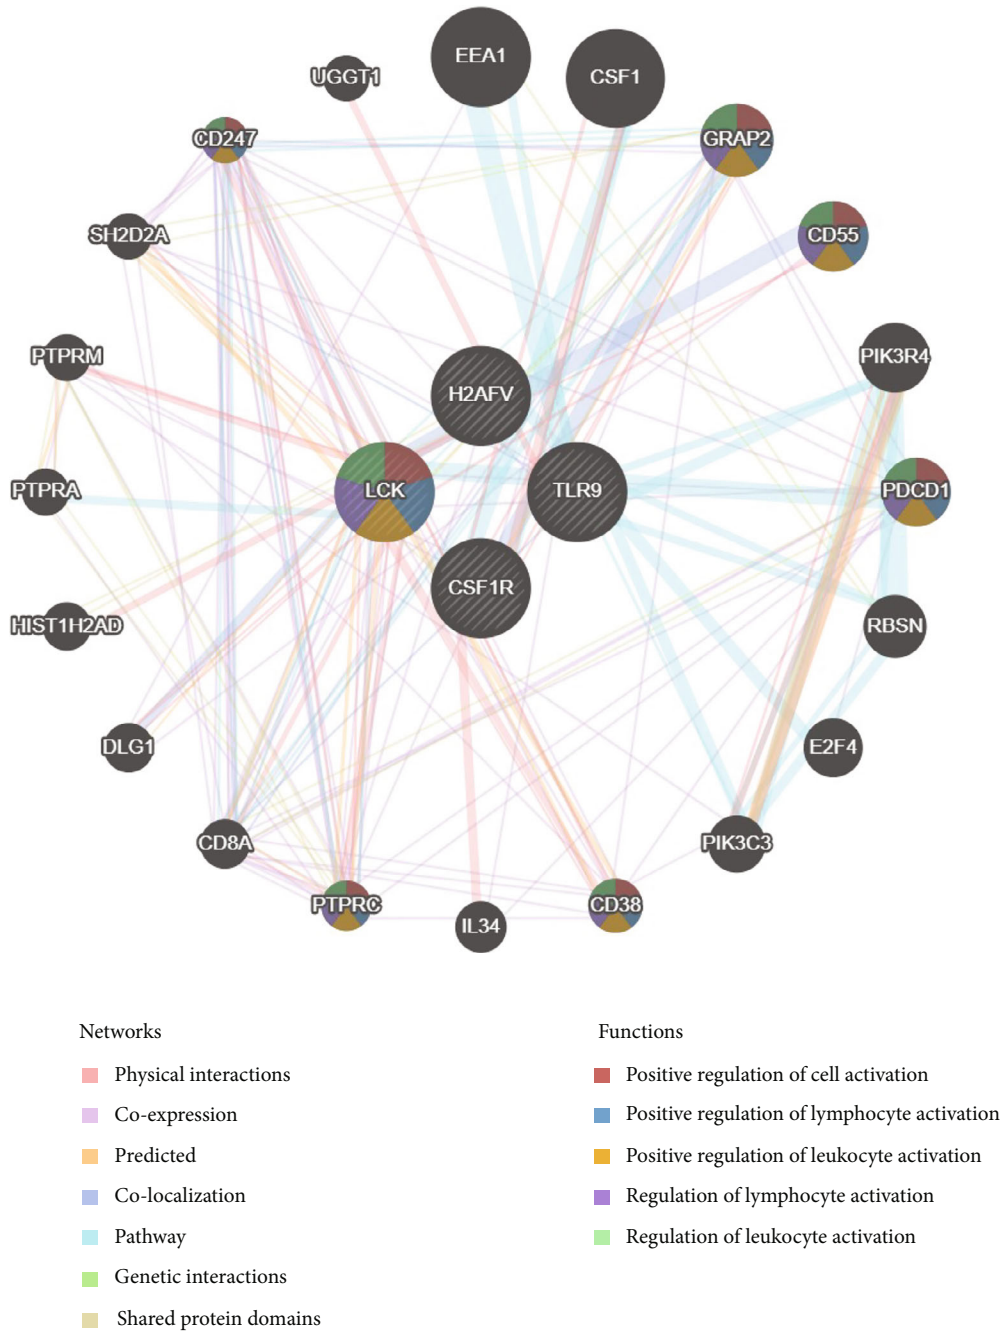 EEA1
CSF1
UGGT1
CD247
GRAP2
SH2D2A
CD55
PTPRM
PIK3R4
H2AFV
PTPRA
LCK
TLR9
PDCD1
CSF1R
HIST1H2AD
RBSN
DLG1
E2F4
CD8A
PIK3C3
PTPRC
CD38
IL34
Networks
Physical interactions
Co-expression
Predicted
Co-localization
Pathway
Genetic interactions
Shared protein domains
Functions
Positive regulation of cell activation
Positive regulation of lymphocyte activation
Positive regulation of leukocyte activation
Regulation of lymphocyte activation
Regulation of leukocyte activation